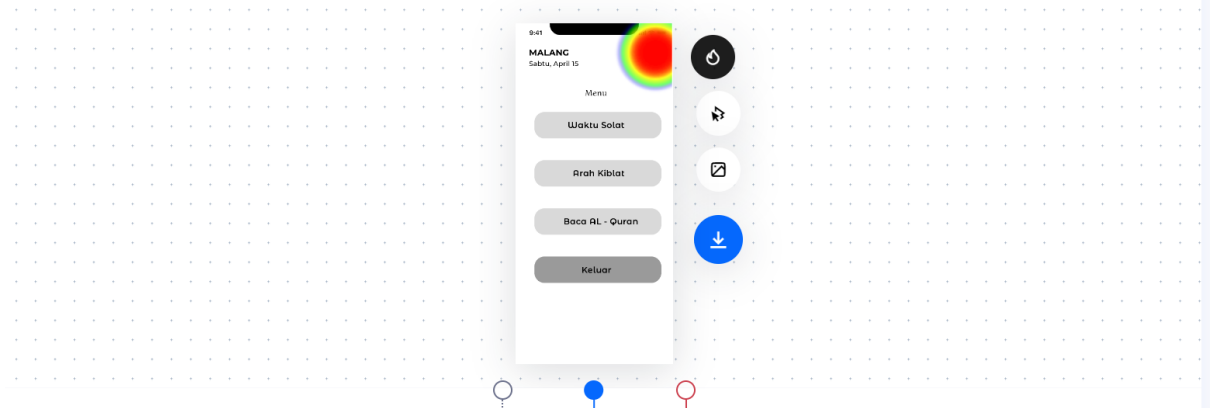 9:41
MALANG
Sabtu, April 15
Menu
Waktu Solat
Arah Kiblat
Baca AL - Quran
Keluar